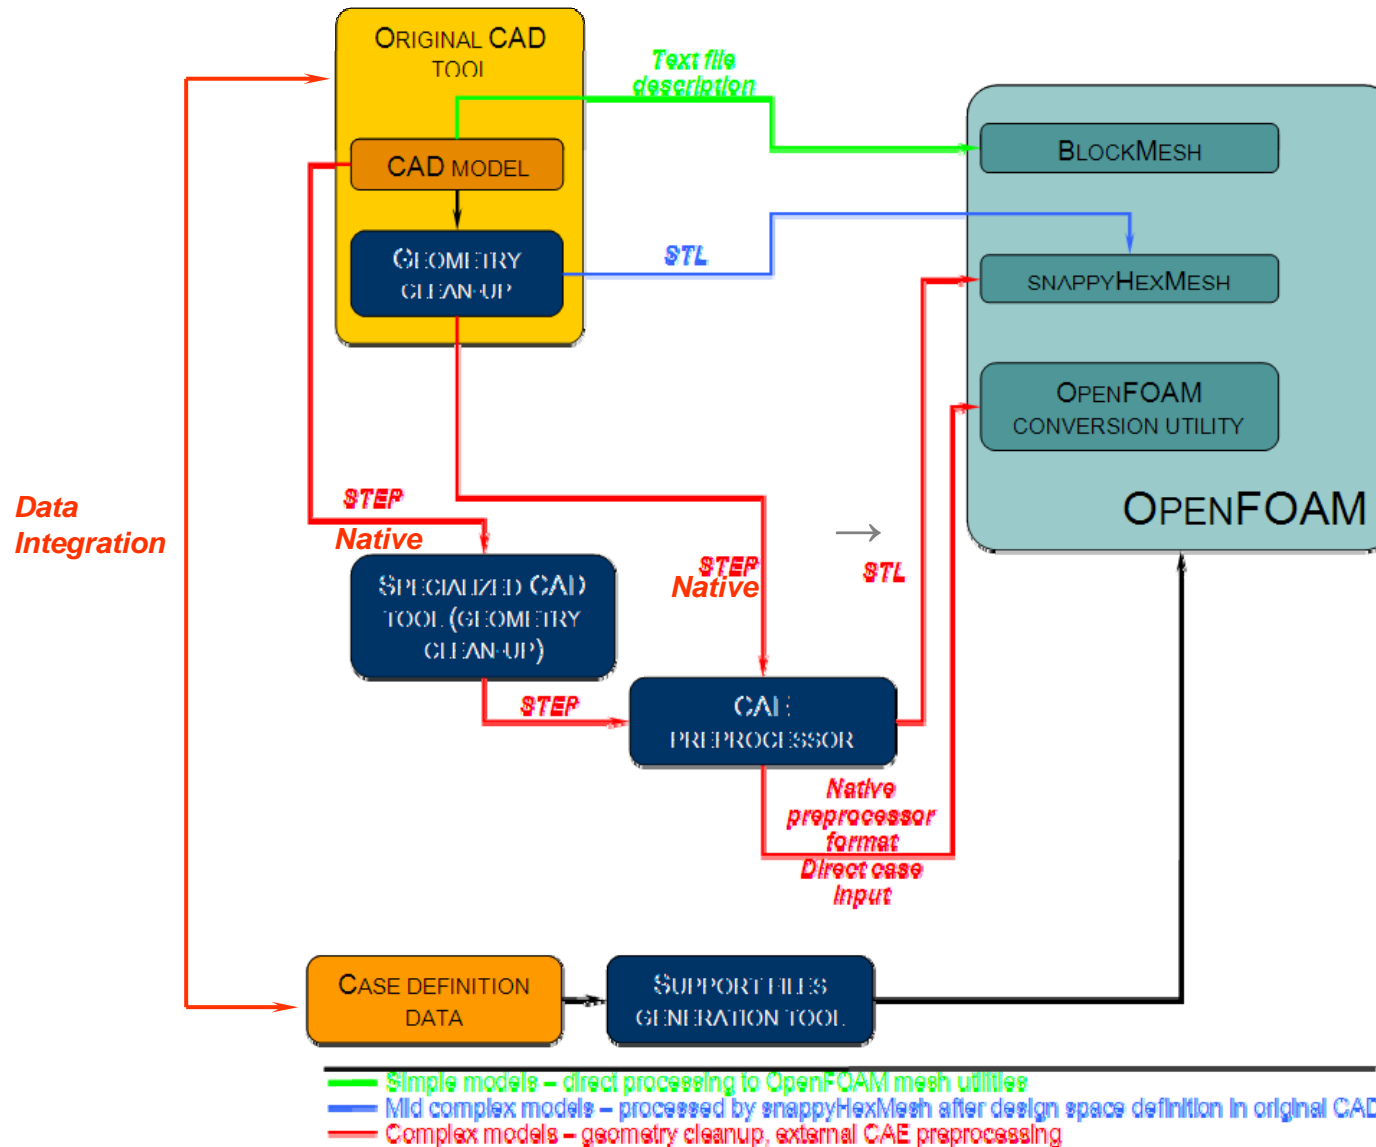 ORIGINAL CAD
TOOL
Text file
description
CAD MODEL
BLOCKMESH
GEOMETRY
CLEAN-UP
STL
SNAPPYHEXMESH
OPENFOAM
CONVERSION UTILITY
OPENFOAM
Data
Integration
STEP
Native
STEP
Native
→
STL
SPECIALIZED CAD
TOOL (GEOMETRY
CLEAN-UP)
STEP
CAE
PREPROCESSOR
Native
preprocessor
format
Direct case
input
CASE DEFINITION
DATA
SUPPORT FILES
GENERATION TOOL
Simple models – direct processing to OpenFOAM mesh utilities
Mid complex models – processed by snappyHexMesh after design space definition in original CAD
Complex models – geometry cleanup, external CAE preprocessing